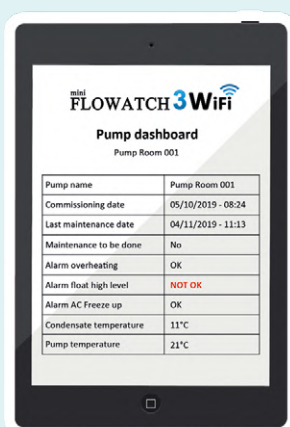 mini
FLOWATCH 3 WiFi
Pump dashboard
Pump Room 001
Pump name Pump Room 001
Commissioning date 05/10/2019 - 08:24
Last maintenance date 04/11/2019 - 11:13
Maintenance to be done No
Alarm overheating OK
Alarm float high level NOT OK
Alarm AC Freeze up OK
Condensate temperature 11°C
Pump temperature 21°C